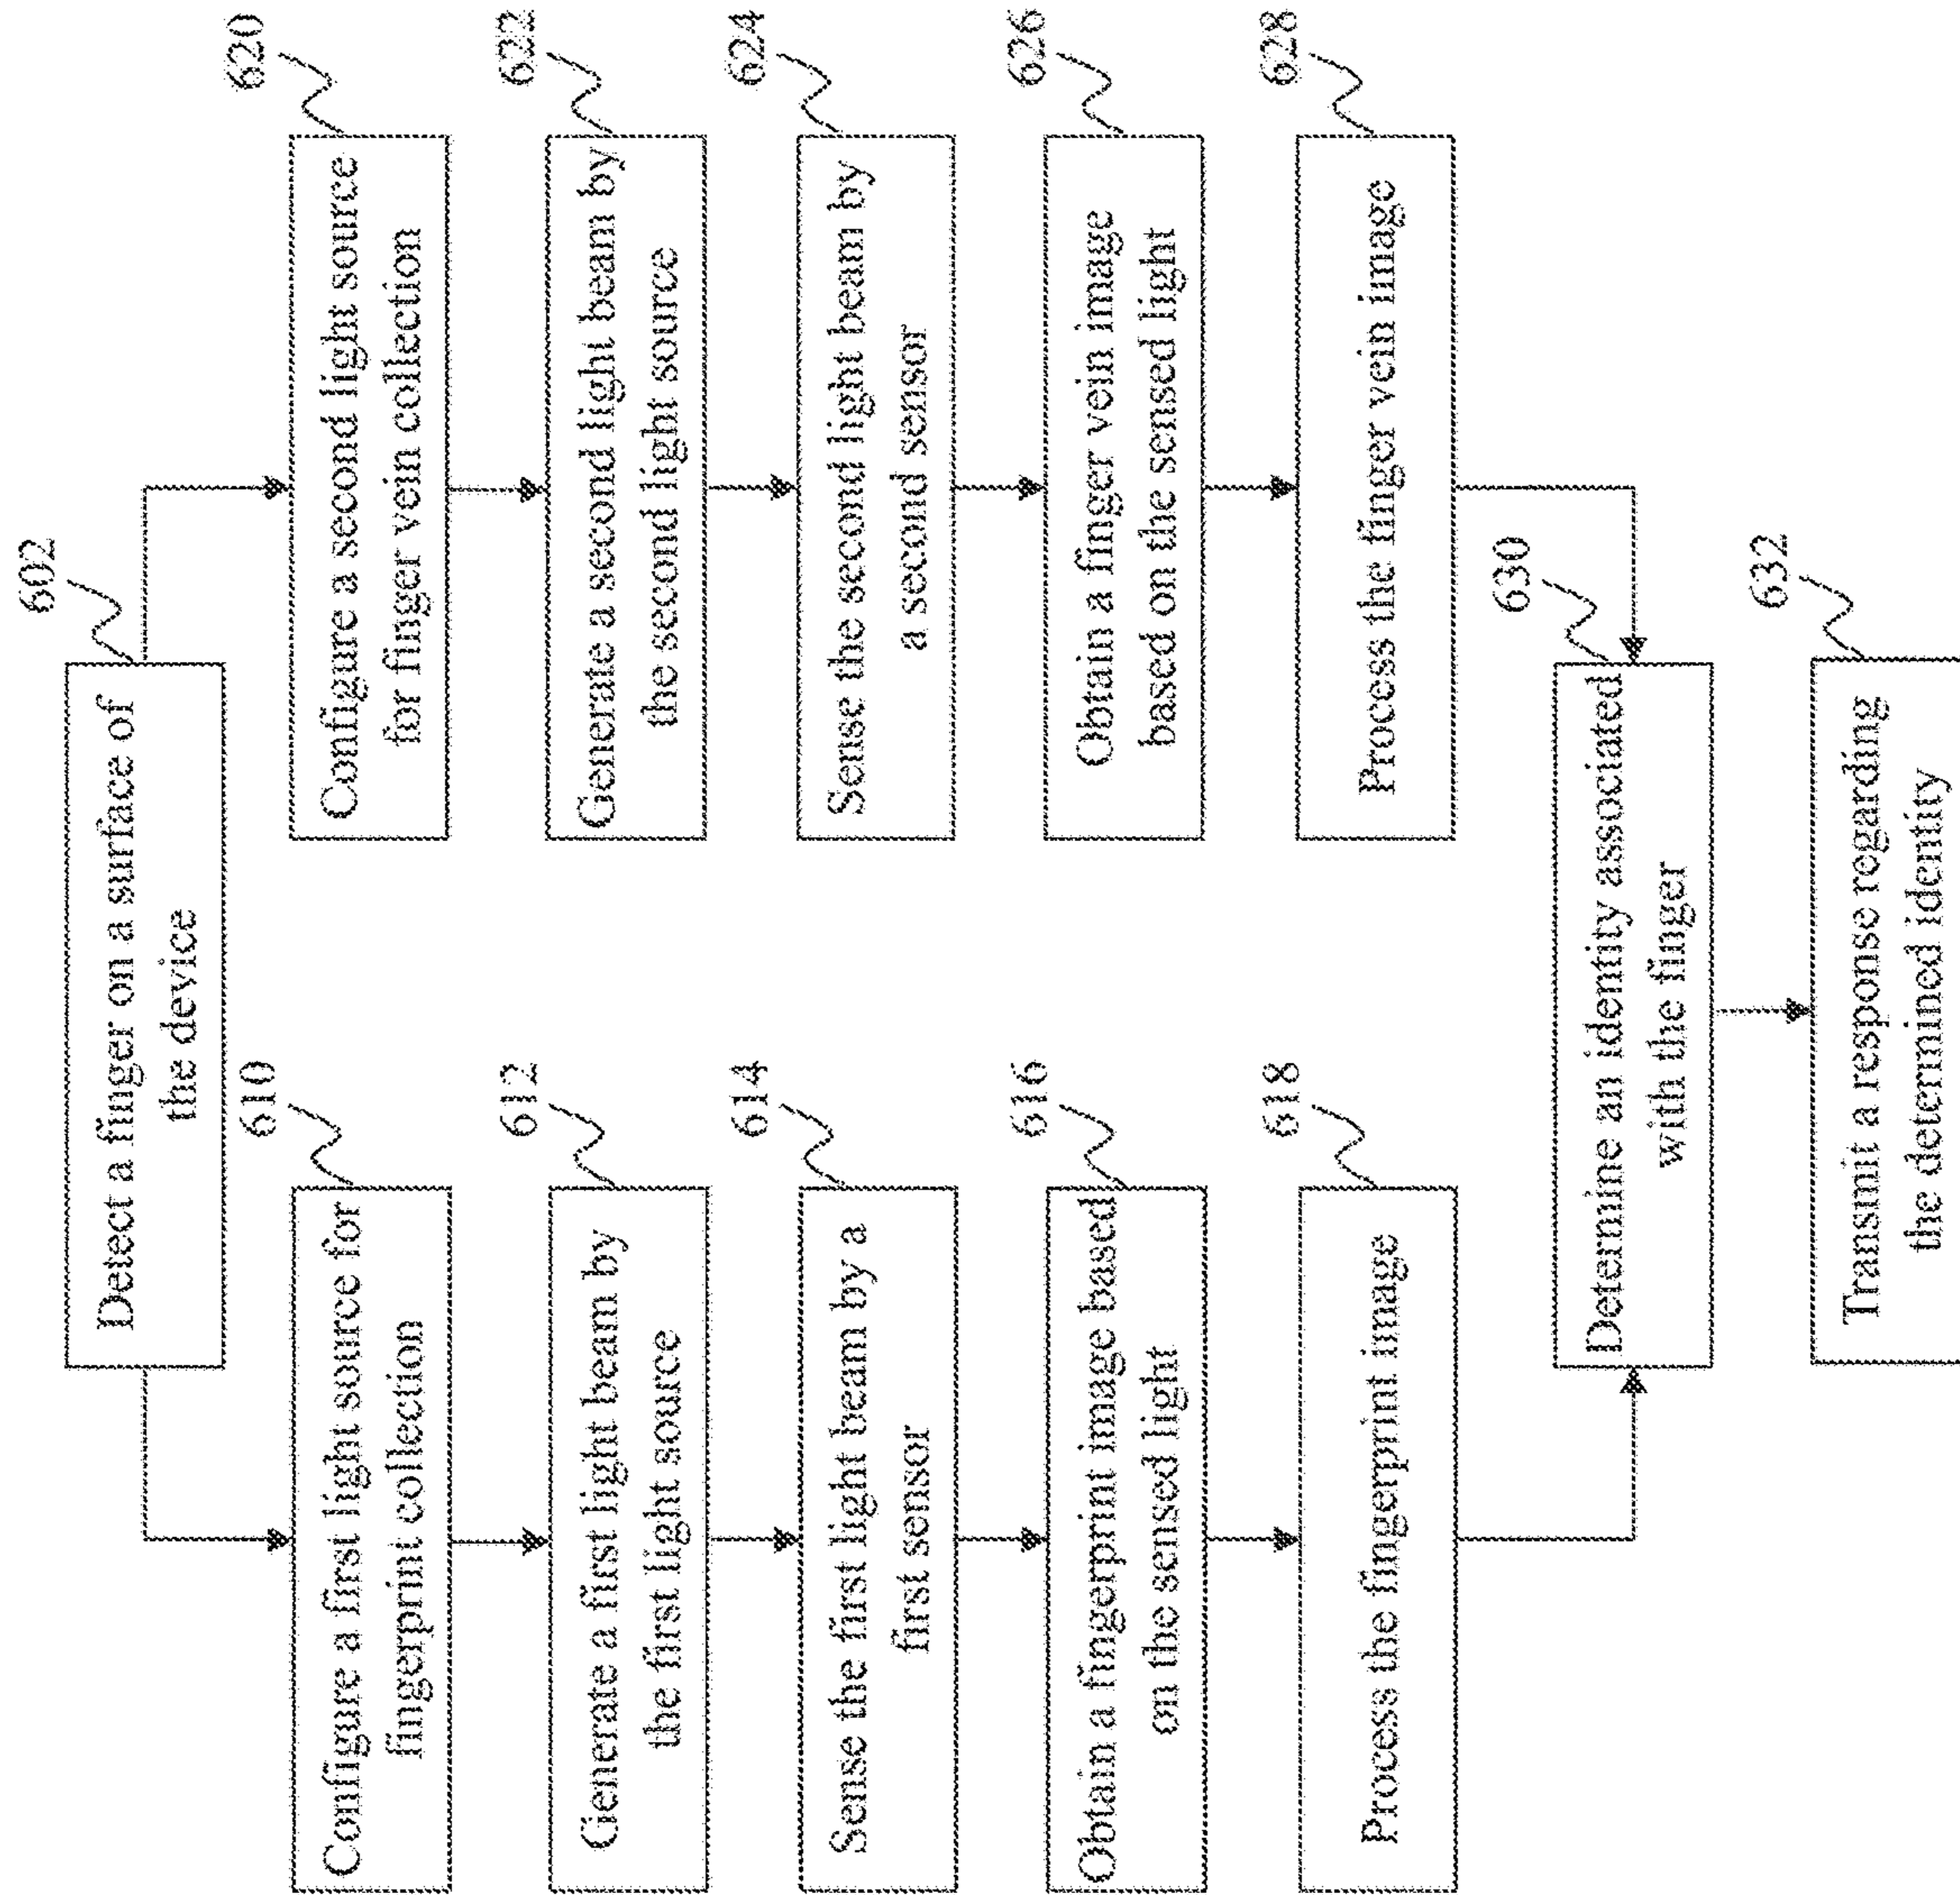 602
Detect a finger on a surface of
the device
610
Configure a first light source for
fingerprint collection
612
Generate a first light beam by
the first light source
614
Sense the first light beam by a
first sensor
616
Obtain a fingerprint image based
on the sensed light
618
Process the fingerprint image
620
Configure a second light source
for finger vein collection
622
Generate a second light beam by
the second light source
624
Sense the second light beam by
a second sensor
626
Obtain a finger vein image
based on the sensed light
628
Process the finger vein image
630
Determine an identity associated
with the finger
632
Transmit a response regarding
the determined identity